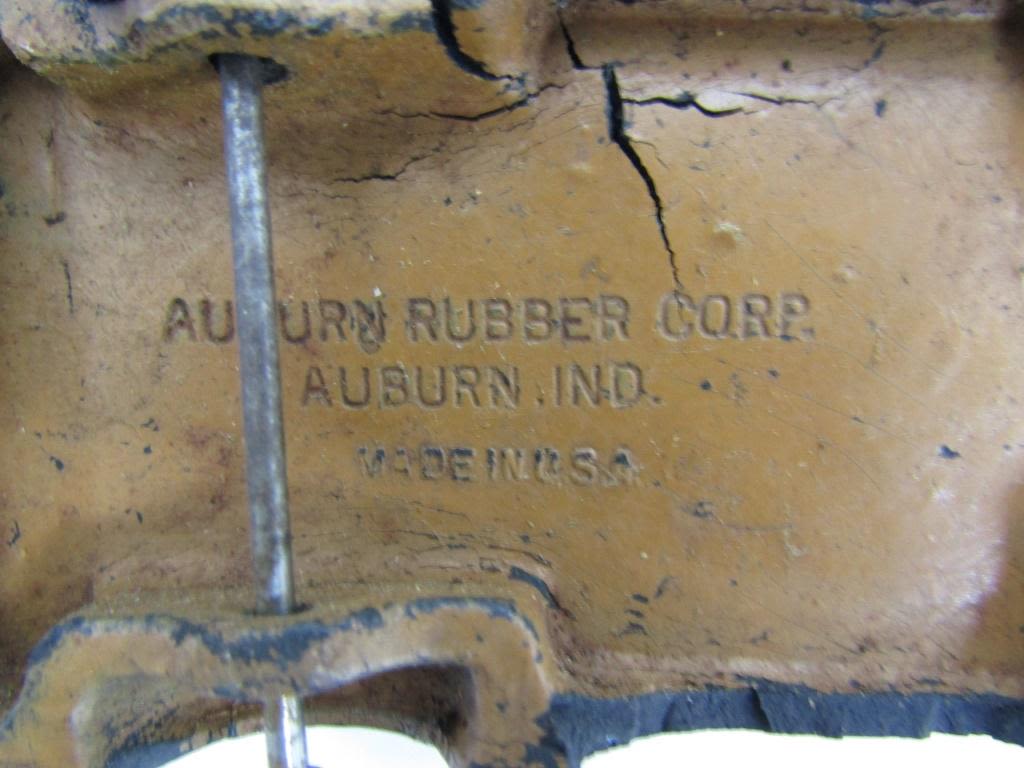 AUBURN RUBBER CORP.
AUBURN, IND.
MADE IN U.S.A.